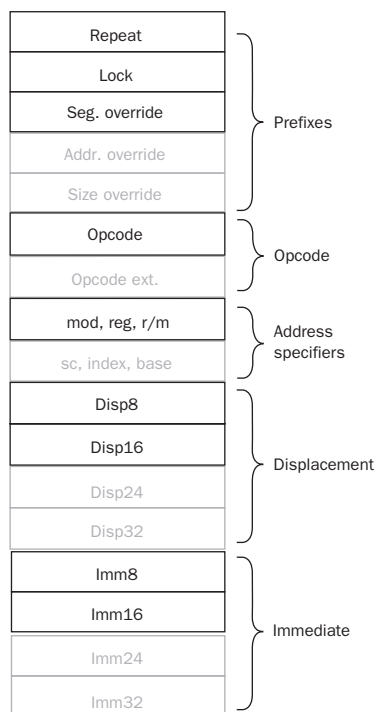 Repeat
Lock
Seg. override
Addr. override
Size override
Prefixes
Opcode
Opcode ext.
Opcode
mod, reg, r/m
sc, index, base
Address
specifiers
Disp8
Disp16
Disp24
Disp32
Displacement
Imm8
Imm16
Imm24
Imm32
Immediate